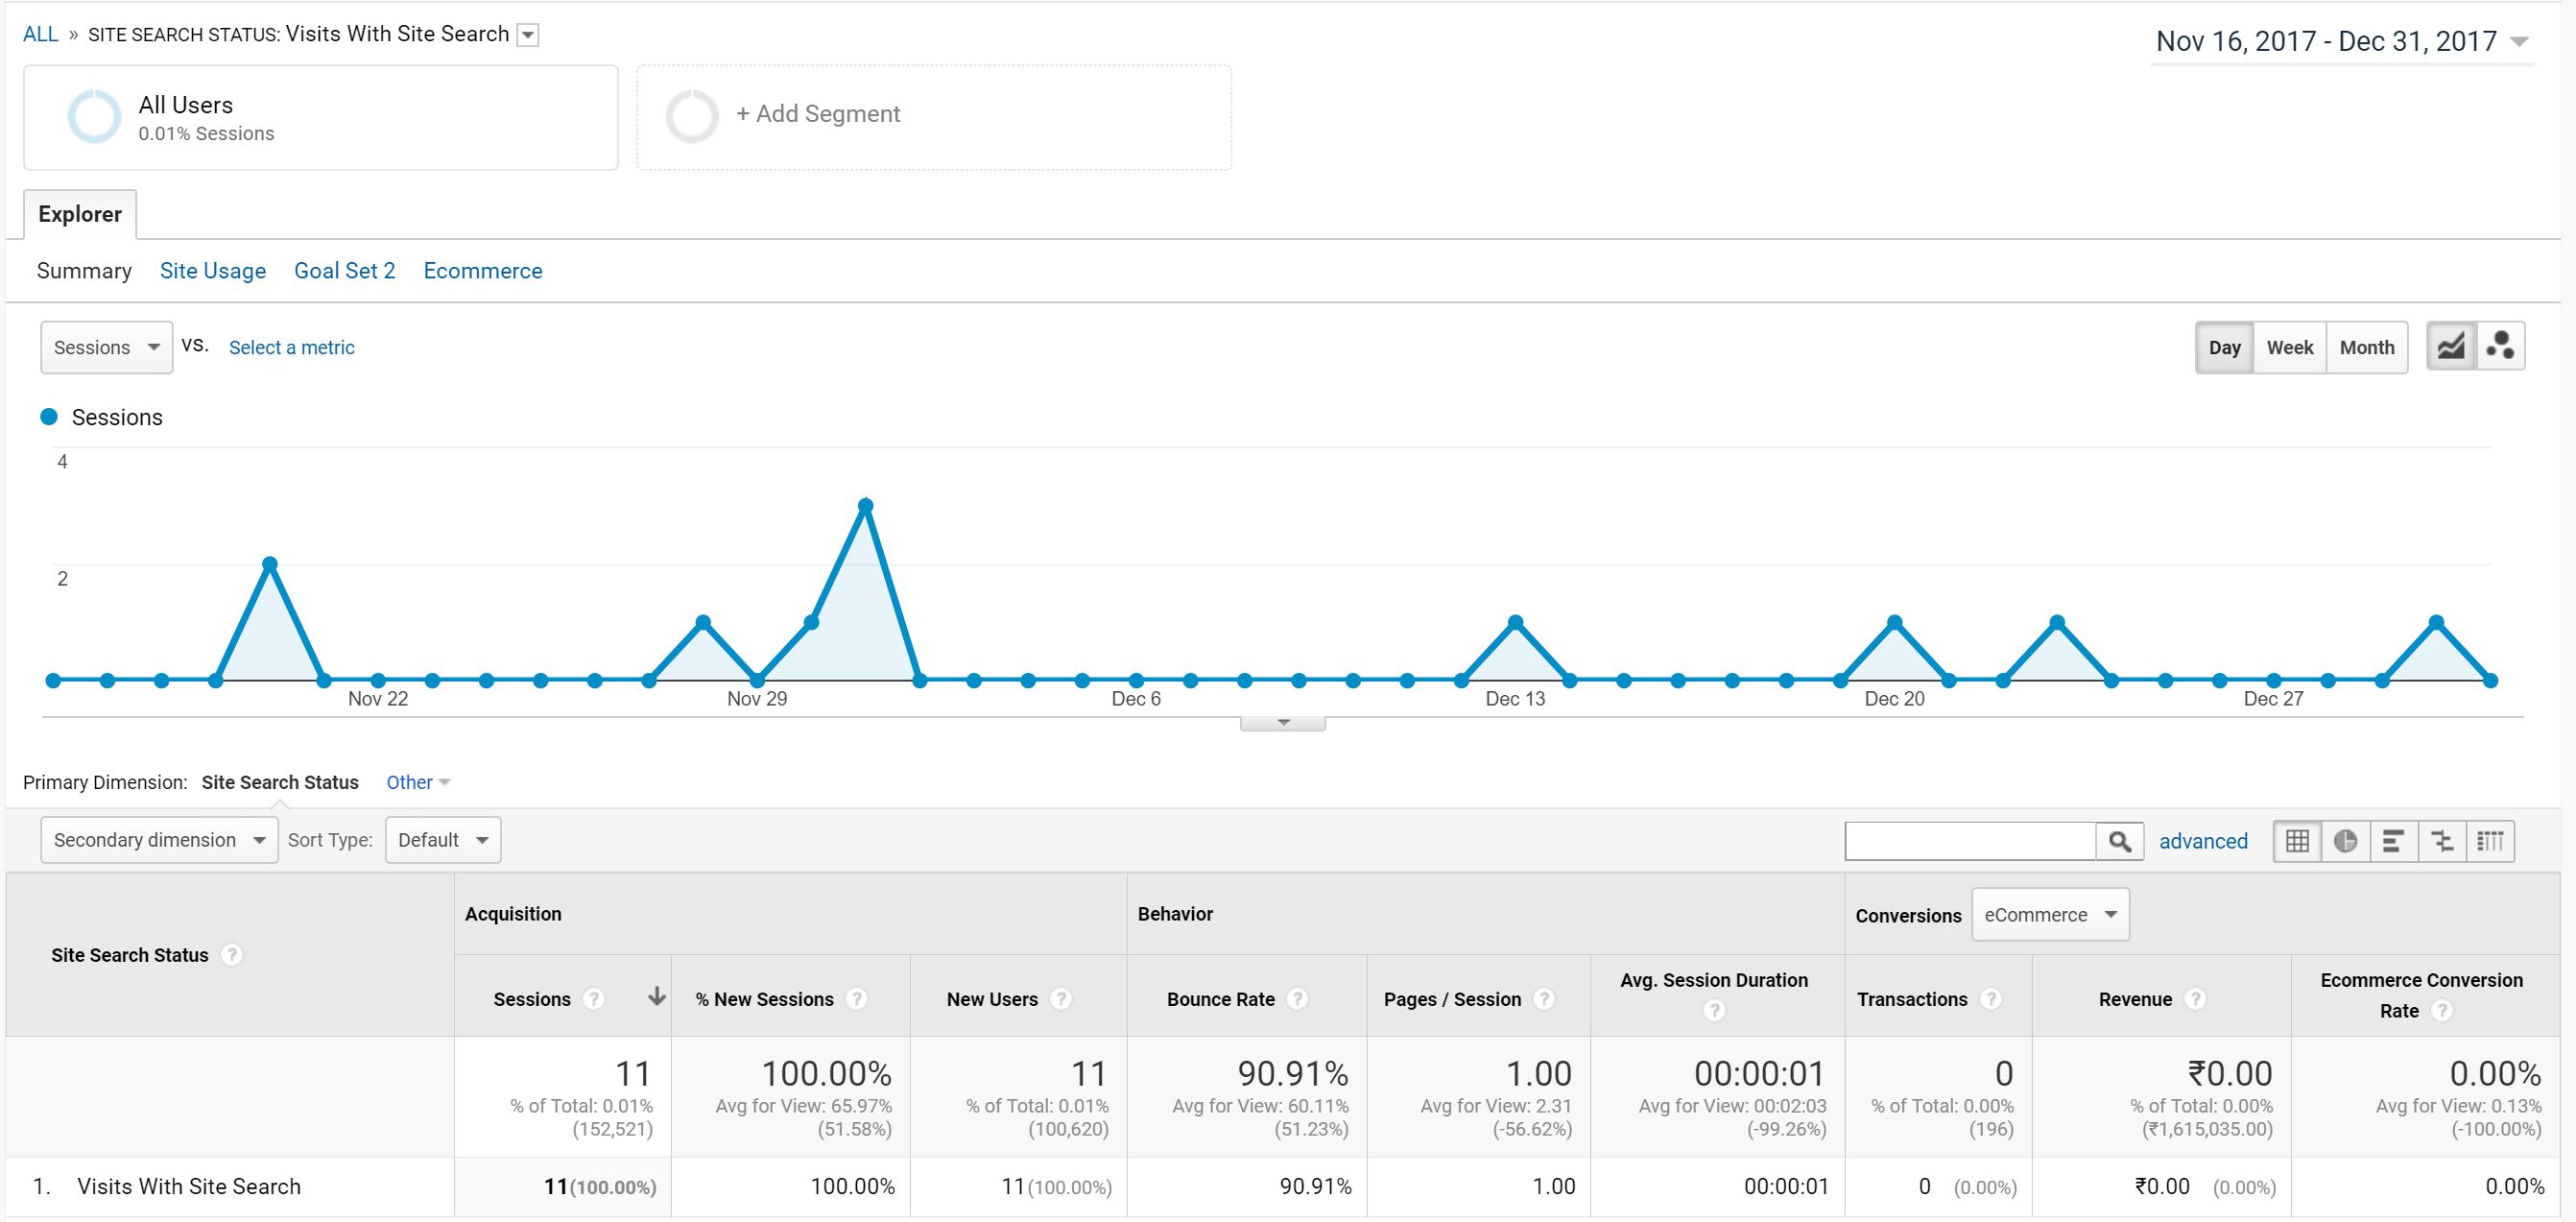 ALL » SITE SEARCH STATUS: Visits With Site Search
Nov 16, 2017 - Dec 31, 2017
All Users
0.01% Sessions
+ Add Segment
Explorer
Summary Site Usage Goal Set 2 Ecommerce
Sessions VS. Select a metric
Day Week Month
Sessions
4
2
Nov 22 Nov 29 Dec 6 Dec 13 Dec 20 Dec 27
Primary Dimension: Site Search Status Other
Secondary dimension Sort Type: Default
advanced
Site Search Status ?
Acquisition Behavior Conversions eCommerce
Sessions ? % New Sessions ? New Users ? Bounce Rate ? Pages / Session ? Avg. Session Duration ? Transactions ? Revenue ? Ecommerce Conversion Rate ?
11 100.00% 11 90.91% 1.00 00:00:01 0 ₹0.00 0.00%
% of Total: 0.01% Avg for View: 65.97% % of Total: 0.01% Avg for View: 60.11% Avg for View: 2.31 Avg for View: 00:02:03 % of Total: 0.00% % of Total: 0.00% Avg for View: 0.13%
(152,521) (51.58%) (100,620) (51.23%) (-56.62%) (-99.26%) (196) (₹1,615,035.00) (-100.00%)
1. Visits With Site Search 11(100.00%) 100.00% 11(100.00%) 90.91% 1.00 00:00:01 0 (0.00%) ₹0.00 (0.00%) 0.00%